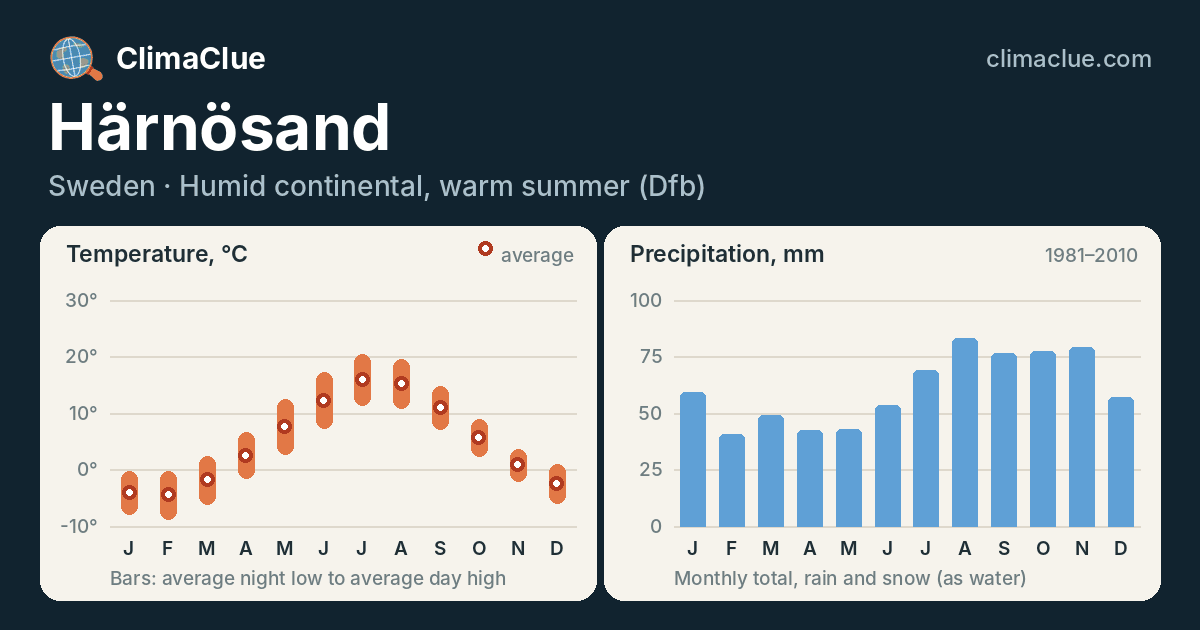 ClimaClue
climaclue.com
Härnösand
Sweden · Humid continental, warm summer (Dfb)
Temperature, °C
average
30°
20°
10°
0°
-10°
J F M A M J J A S O N D
Bars: average night low to average day high
Precipitation, mm
1981–2010
100
75
50
25
0
J F M A M J J A S O N D
Monthly total, rain and snow (as water)